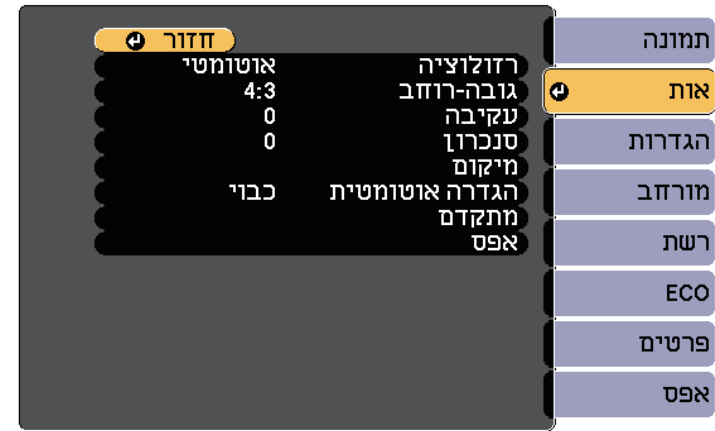 חזור
רזולוציה אוטומטי
גובה-רוחב 4:3
עקיבה 0
סנכרון 0
מיקום
הגדרה אוטומטית כבוי
מתקדם
אפס
תמונה
אות
הגדרות
מורחב
רשת
ECO
פרטים
אפס